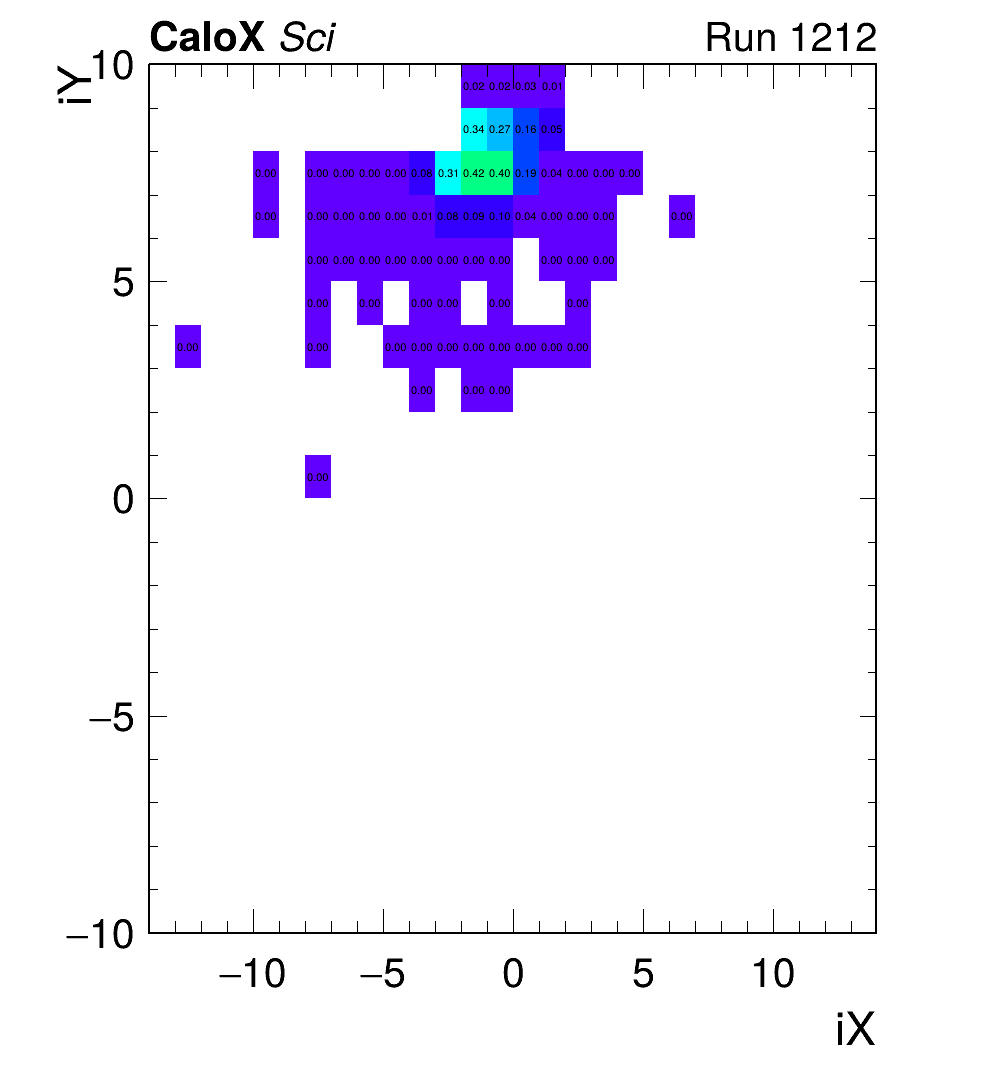 CaloX Sci Run 1212
iY
10
0.02 0.02 0.03 0.01
0.34 0.27 0.16 0.05
0.00 0.00 0.00 0.00 0.00 0.08 0.31 0.42 0.40 0.19 0.04 0.00 0.00 0.00
0.00 0.00 0.00 0.00 0.00 0.01 0.08 0.09 0.10 0.04 0.00 0.00 0.00 0.00
0.00 0.00 0.00 0.00 0.00 0.00 0.00 0.00 0.00 0.00 0.00
5
0.00 0.00 0.00 0.00 0.00 0.00
0.00 0.00 0.00 0.00 0.00 0.00 0.00 0.00 0.00 0.00
0.00 0.00 0.00
0.00
0
−5
−10
−10 −5 0 5 10
iX